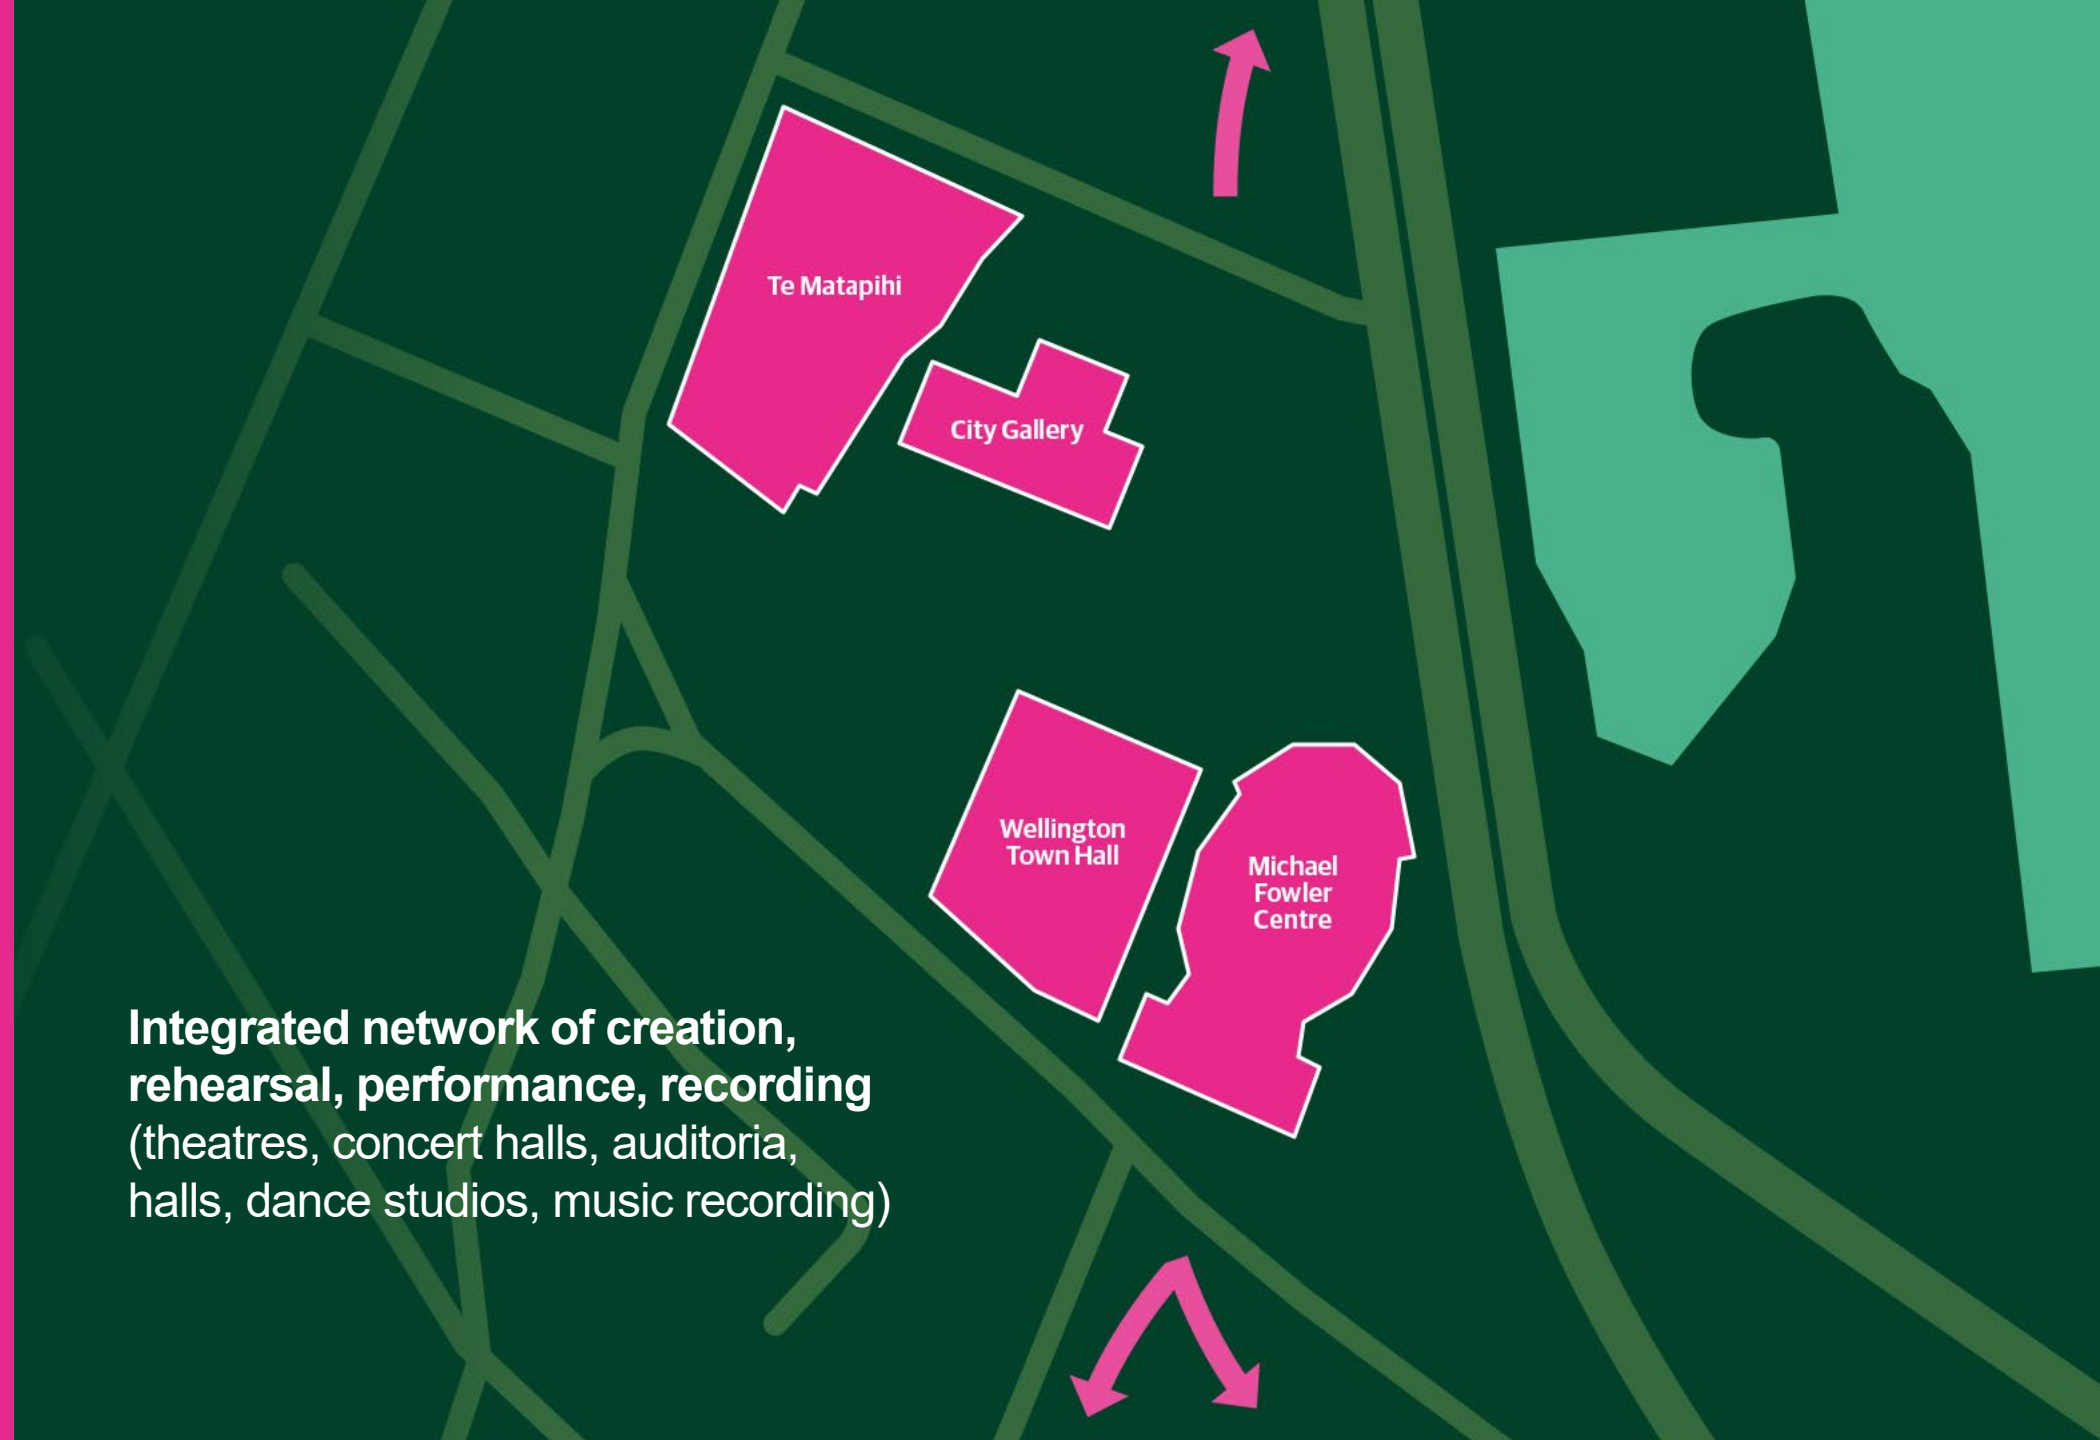 Te Matapihi
City Gallery
Wellington
Town Hall
Michael
Fowler
Centre
Integrated network of creation,
rehearsal, performance, recording
(theatres, concert halls, auditoria,
halls, dance studios, music recording)